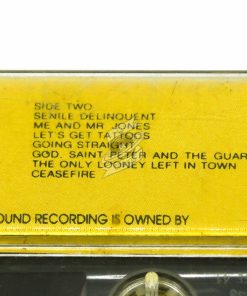 SIDE TWO
SENILE DELINQUENT
ME AND MR JONES
LET'S GET TATTOOS
GOING STRAIGHT
GOD, SAINT PETER AND THE GUAR
THE ONLY LOONEY LEFT IN TOWN
CEASEFIRE
OUND RECORDING IS OWNED BY